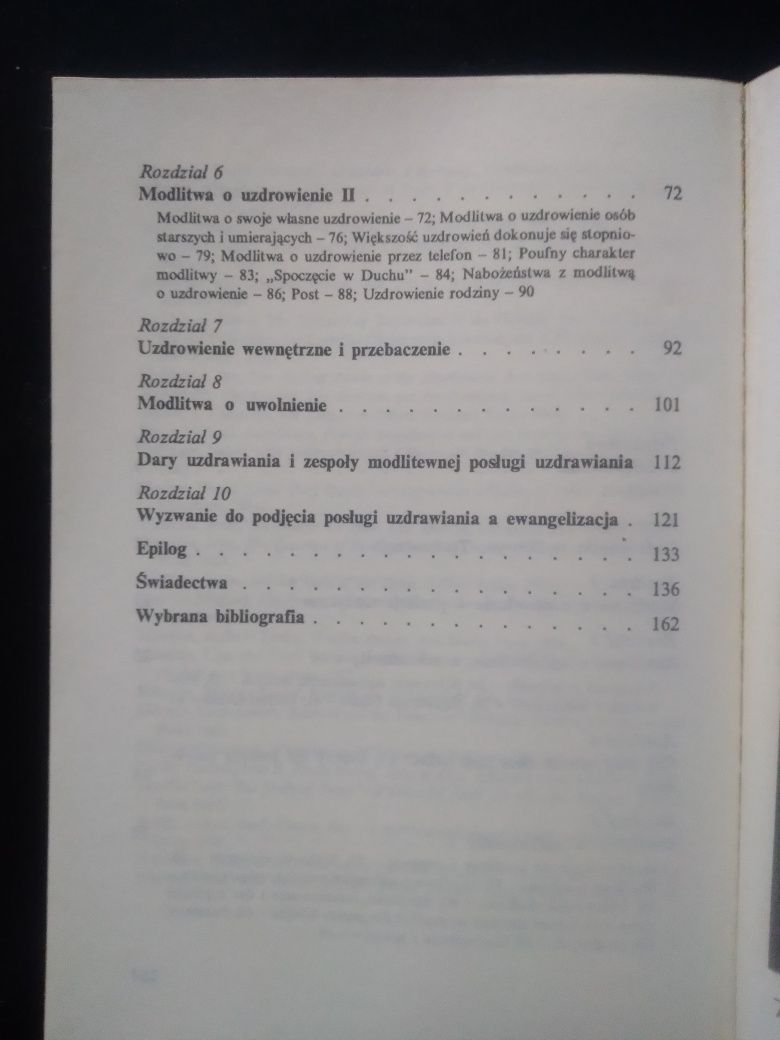 Rozdział 6
Modlitwa o uzdrowienie II . . . . . . . . . . . . 72
Modlitwa o swoje własne uzdrowienie – 72; Modlitwa o uzdrowienie osób
starszych i umierających – 76; Większość uzdrowień dokonuje się stopnio-
wo – 79; Modlitwa o uzdrowienie przez telefon – 81; Poufny charakter
modlitwy – 83; „Spoczęcie w Duchu” – 84; Nabożeństwa z modlitwą
o uzdrowienie – 86; Post – 88; Uzdrowienie rodziny – 90
Rozdział 7
Uzdrowienie wewnętrzne i przebaczenie . . . . . . . . 92
Rozdział 8
Modlitwa o uwolnienie . . . . . . . . . . . . . 101
Rozdział 9
Dary uzdrawiania i zespoły modlitewnej posługi uzdrawiania 112
Rozdział 10
Wyzwanie do podjęcia posługi uzdrawiania a ewangelizacja . 121
Epilog . . . . . . . . . . . . . . . . . . . 133
Świadectwa . . . . . . . . . . . . . . . . . 136
Wybrana bibliografia . . . . . . . . . . . . . . 162